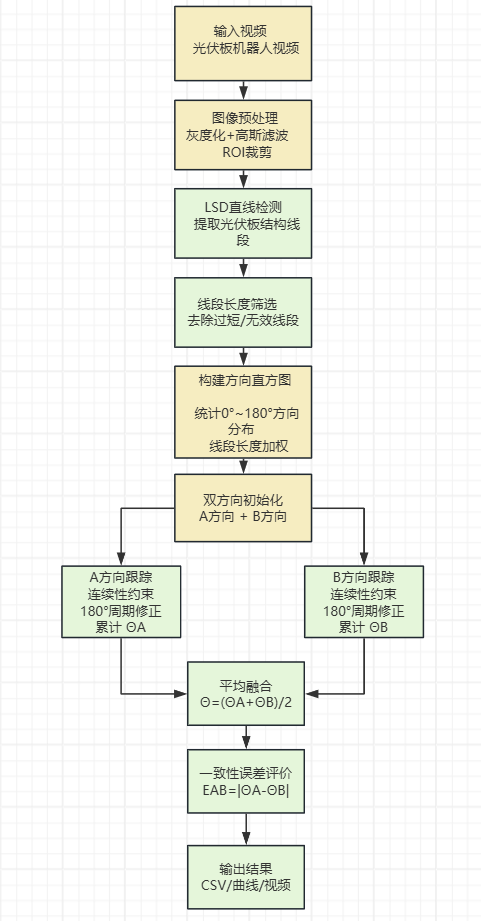 输入视频
光伏板机器人视频
图像预处理
灰度化+高斯滤波
ROI裁剪
LSD直线检测
提取光伏板结构线
段
线段长度筛选
去除过短/无效线段
构建方向直方图
统计0°~180°方向
分布
线段长度加权
双方向初始化
A方向 + B方向
A方向跟踪
连续性约束
180°周期修正
累计 ΘA
B方向跟踪
连续性约束
180°周期修正
累计 ΘB
平均融合
Θ=(ΘA+ΘB)/2
一致性误差评价
EAB=|ΘA-ΘB|
输出结果
CSV/曲线/视频